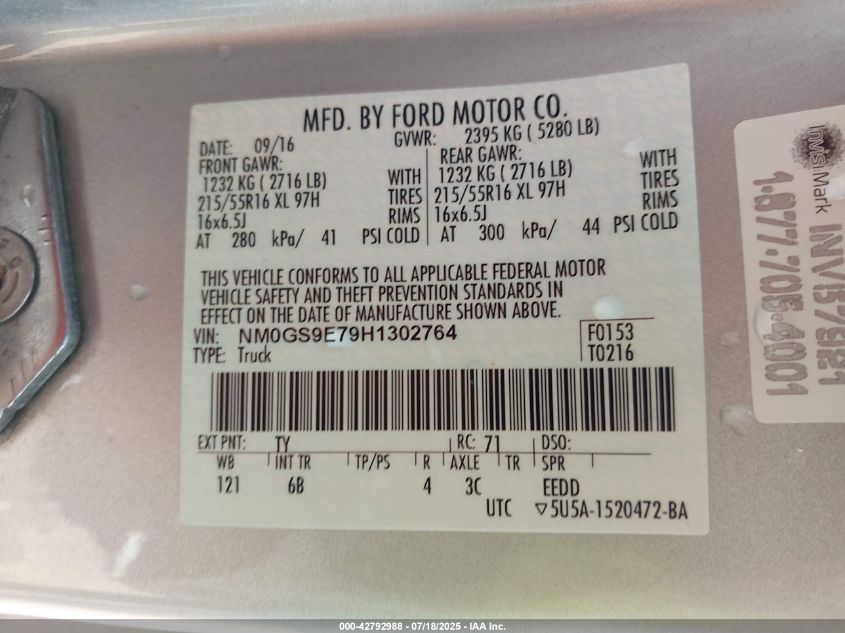 MFD. BY FORD MOTOR CO.
DATE: 09/16 GVWR: 2395 KG ( 5280 LB)
FRONT GAWR:
1232 KG ( 2716 LB) WITH
215/55R16 XL 97H TIRES
16x6.5J RIMS
AT 280 kPa/ 41 PSI COLD
REAR GAWR:
1232 KG ( 2716 LB) WITH
215/55R16 XL 97H TIRES
16x6.5J RIMS
AT 300 kPa/ 44 PSI COLD
THIS VEHICLE CONFORMS TO ALL APPLICABLE FEDERAL MOTOR
VEHICLE SAFETY AND THEFT PREVENTION STANDARDS IN
EFFECT ON THE DATE OF MANUFACTURE SHOWN ABOVE.
VIN: NM0GS9E79H1302764
TYPE: Truck
F0153
T0216
EXT PNT: TY RC: 71 DSO:
WB INT TR TP/PS R AXLE TR SPR
121 6B 4 3C EEDD
UTC 5U5A-1520472-BA
InvisiMark
1-877-705-4001
000-42792988 - 07/18/2025 - IAA Inc.